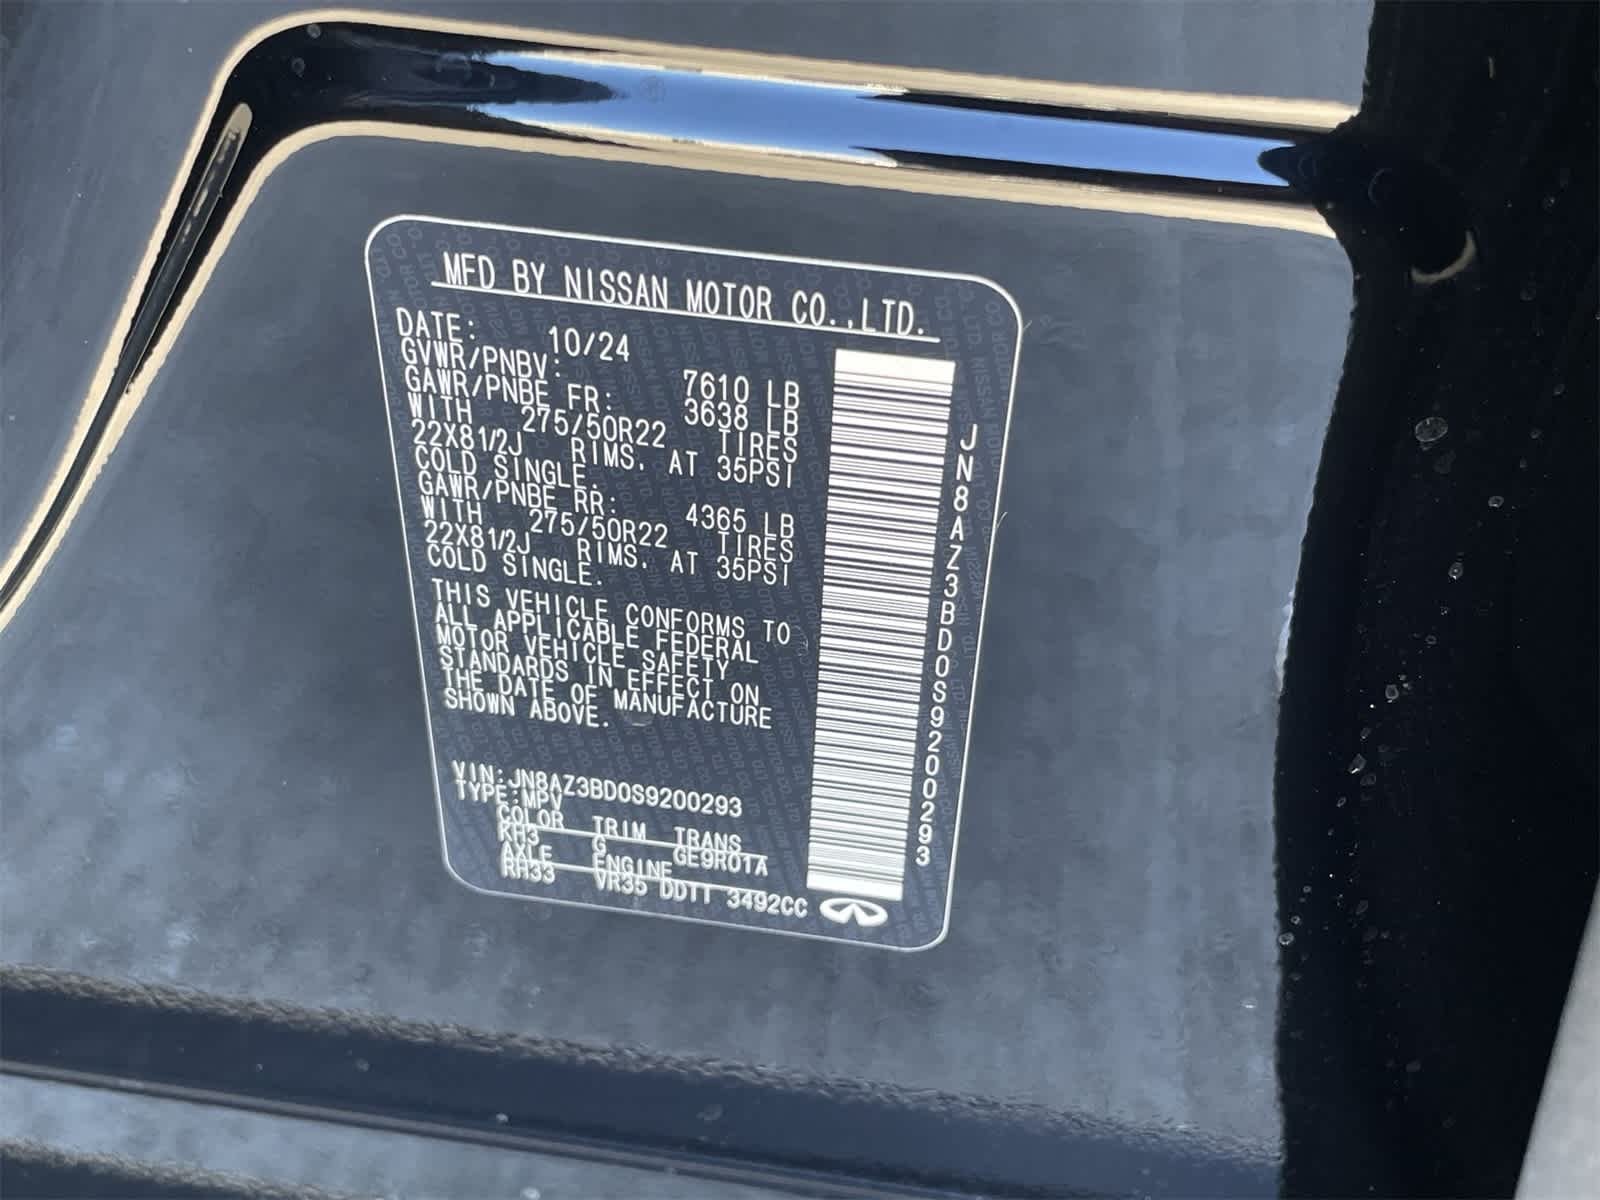 MFD BY NISSAN MOTOR CO.,LTD.
DATE: 10/24
GVWR/PNBV: 7610 LB
GAWR/PNBE FR: 3638 LB
WITH 275/50R22 TIRES
22X81/2J RIMS. AT 35PSI
COLD SINGLE.
GAWR/PNBE RR: 4365 LB
WITH 275/50R22 TIRES
22X81/2J RIMS. AT 35PSI
COLD SINGLE.
THIS VEHICLE CONFORMS TO
ALL APPLICABLE FEDERAL
MOTOR VEHICLE SAFETY
STANDARDS IN EFFECT ON
THE DATE OF MANUFACTURE
SHOWN ABOVE.
VIN:JN8AZ3BD0S9200293
TYPE:MPV
COLOR TRIM TRANS
KH3 G GE9R01A
AXLE ENGINE
RH33 VR35 DDTT 3492CC
JN8AZ3BD0S9200293